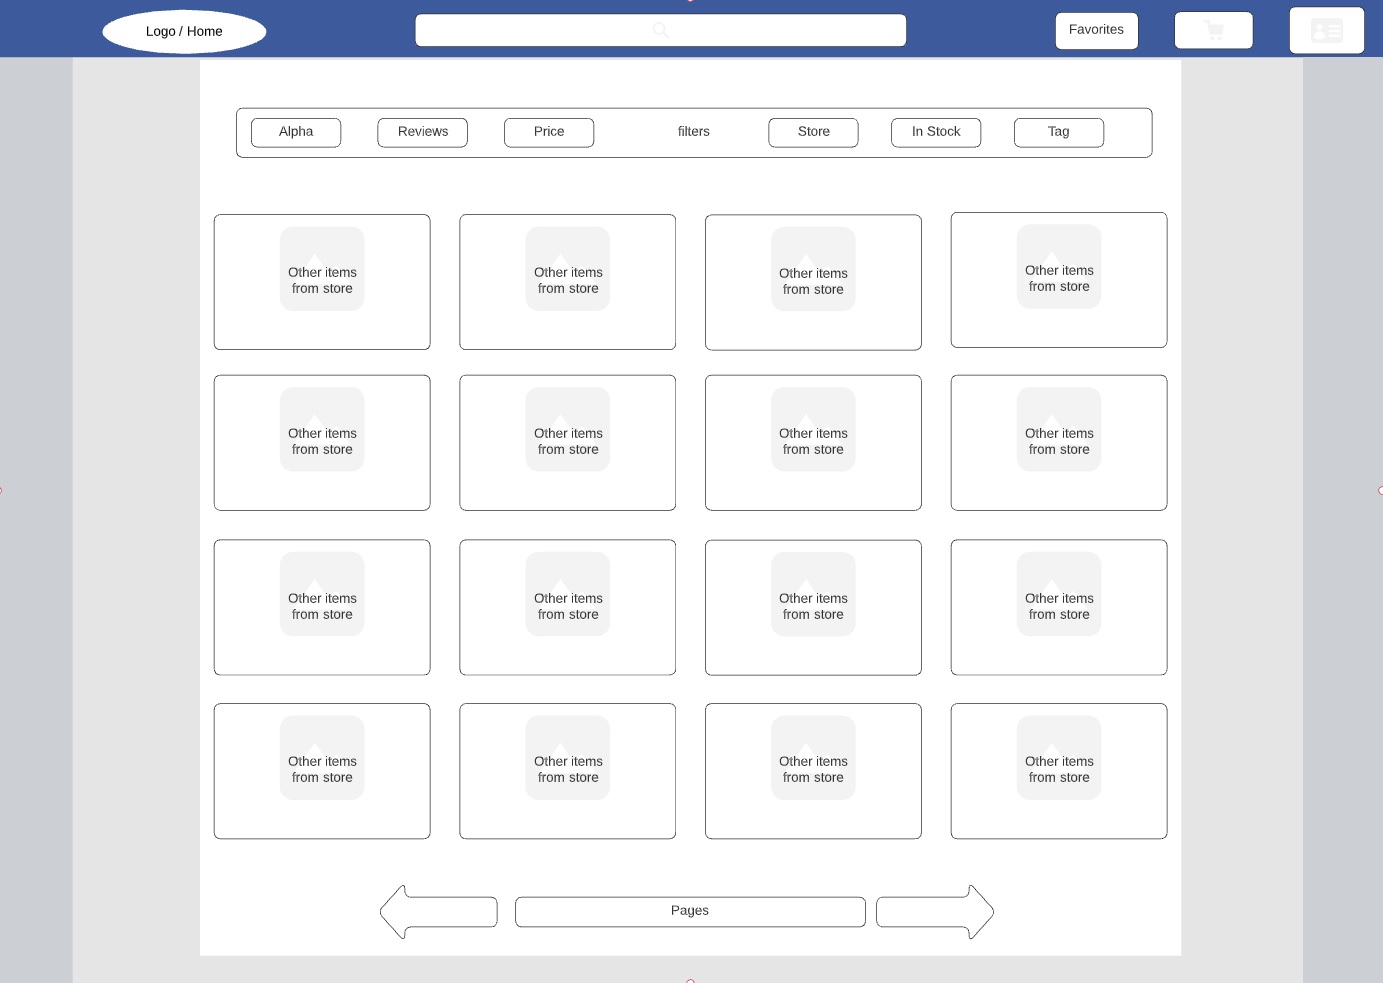 Logo / Home
Favorites
Alpha
Reviews
Price
filters
Store
In Stock
Tag
Other items
from store
Other items
from store
Other items
from store
Other items
from store
Other items
from store
Other items
from store
Other items
from store
Other items
from store
Other items
from store
Other items
from store
Other items
from store
Other items
from store
Other items
from store
Other items
from store
Other items
from store
Other items
from store
Pages